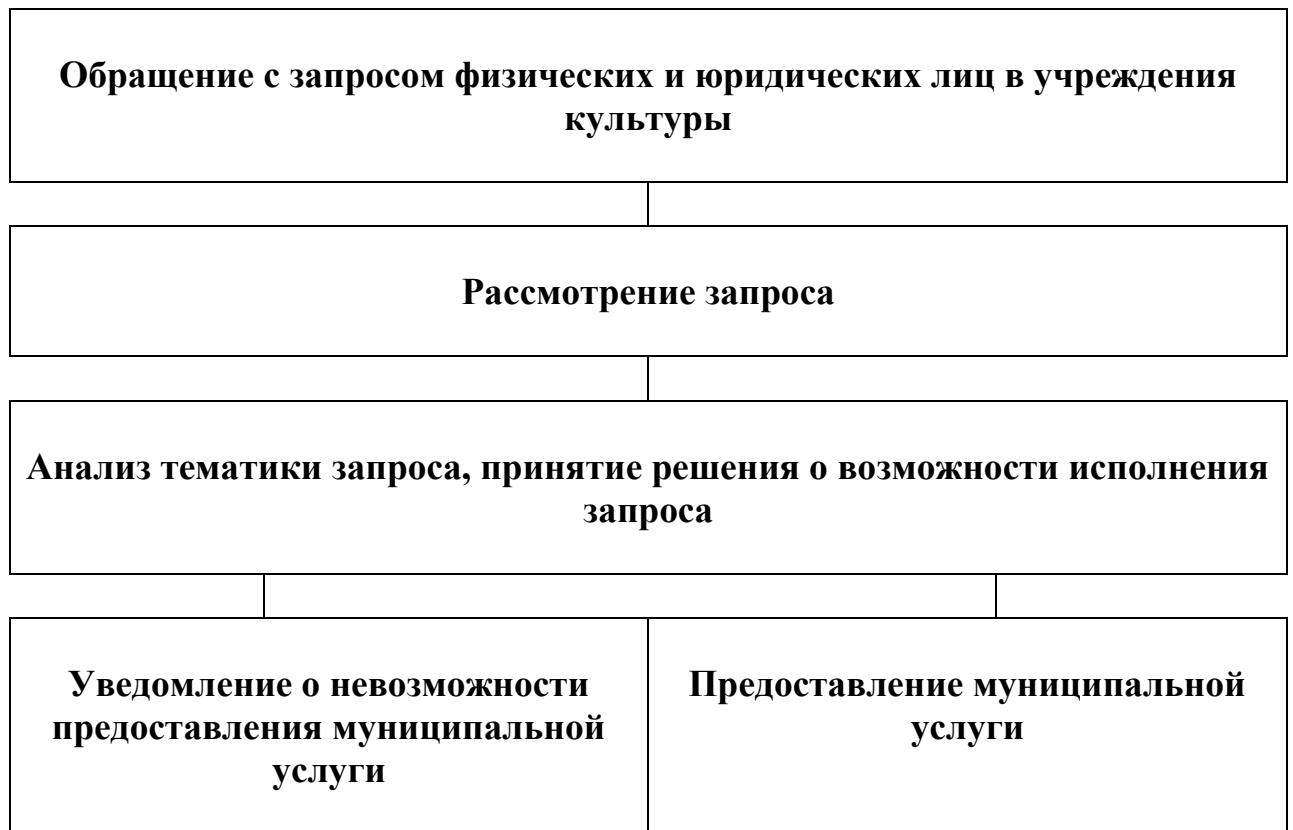 Обращение с запросом физических и юридических лиц в учреждения
культуры
Рассмотрение запроса
Анализ тематики запроса, принятие решения о возможности исполнения
запроса
Уведомление о невозможности
предоставления муниципальной
услуги
Предоставление муниципальной
услуги